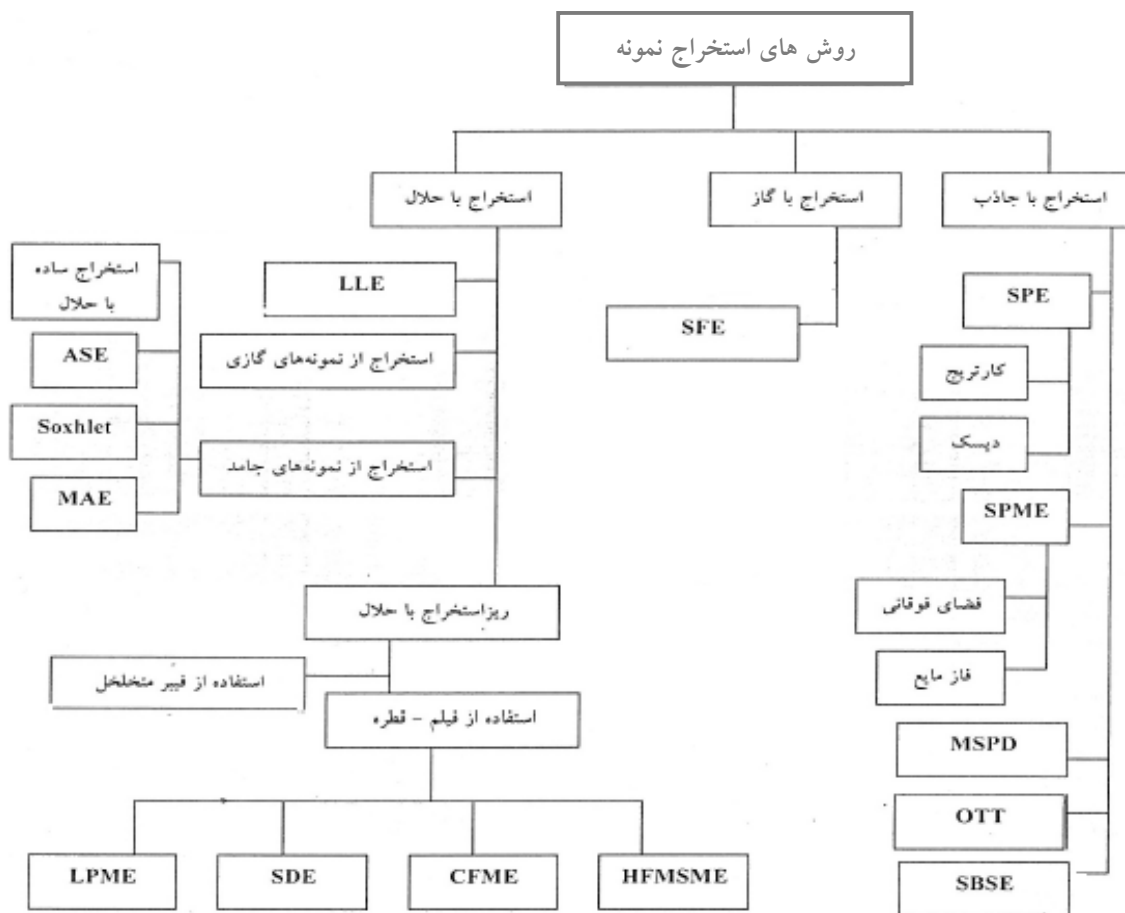 روش های استخراج نمونه
استخراج با جاذب
استخراج با گاز
استخراج با حلال
SPE
کارتریج
دیسک
SPME
فضای فوقانی
فاز مایع
MSPD
OTT
SBSE
SFE
LLE
استخراج از نمونه‌های گازی
استخراج از نمونه‌های جامد
استخراج ساده
با حلال
ASE
Soxhlet
MAE
ریزاستخراج با حلال
استفاده از فیبر متخلخل
استفاده از فیلم - قطره
LPME
SDE
CFME
HFMSME